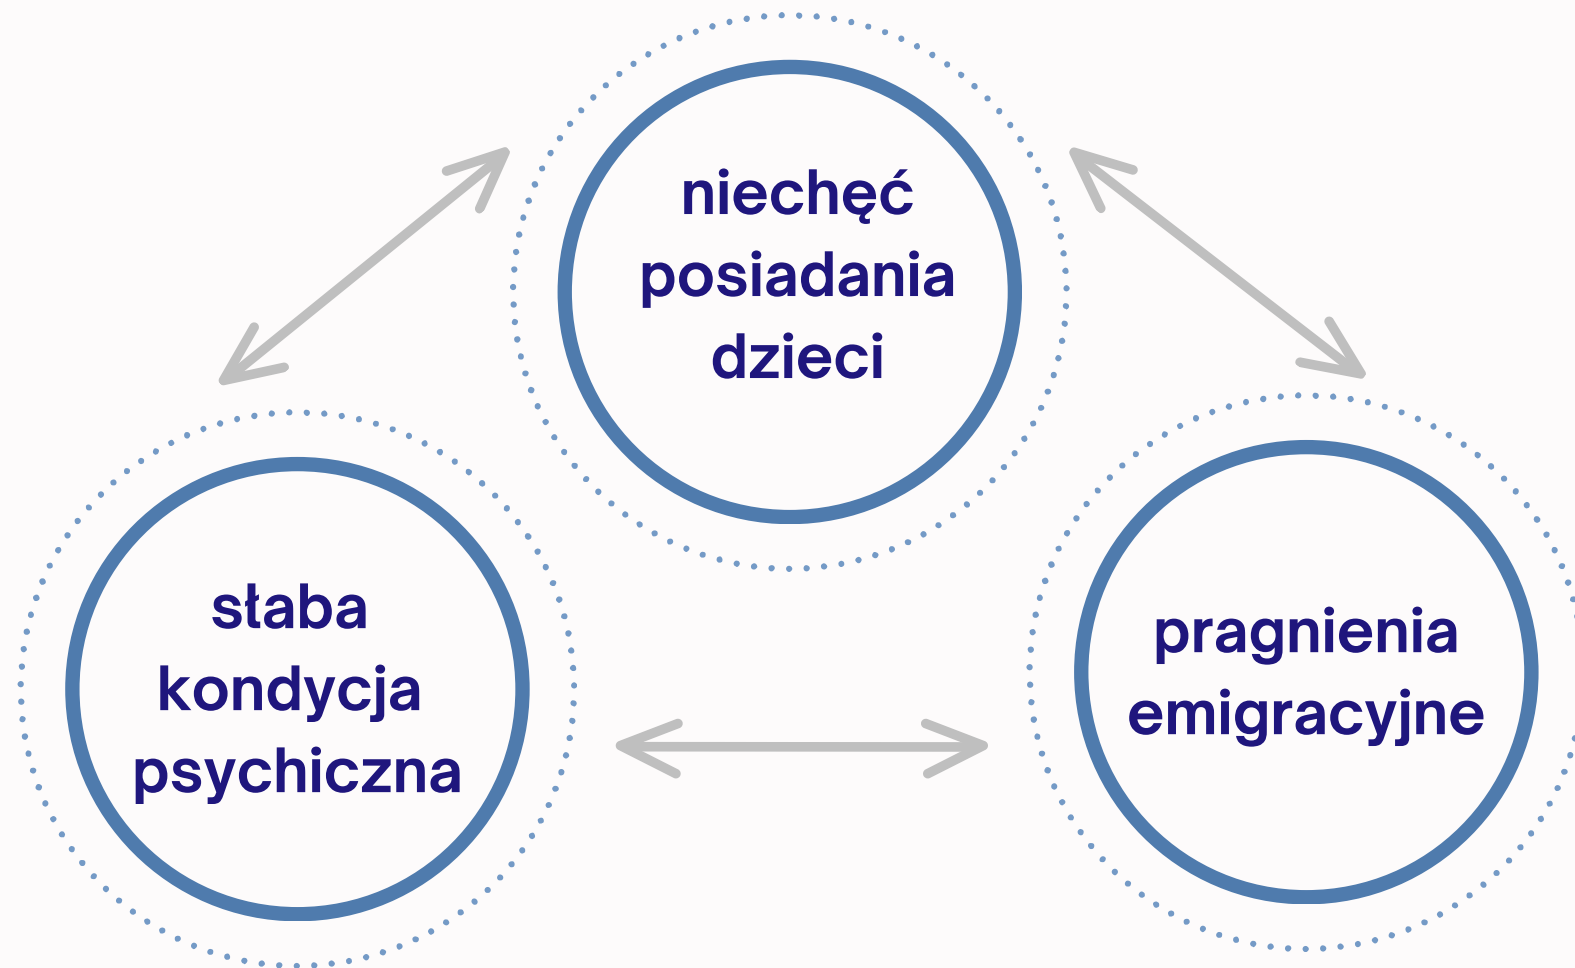 niechęć
posiadania
dzieci
słaba
kondycja
psychiczna
pragnienia
emigracyjne